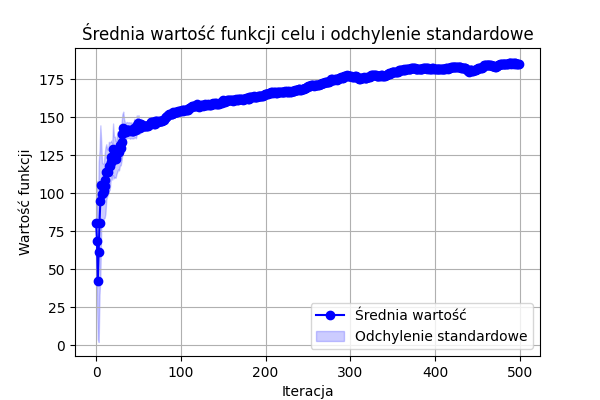 Średnia wartość funkcji celu i odchylenie standardowe
Wartość funkcji
175
150
125
100
75
50
25
0
Średnia wartość
Odchylenie standardowe
0 100 200 300 400 500
Iteracja